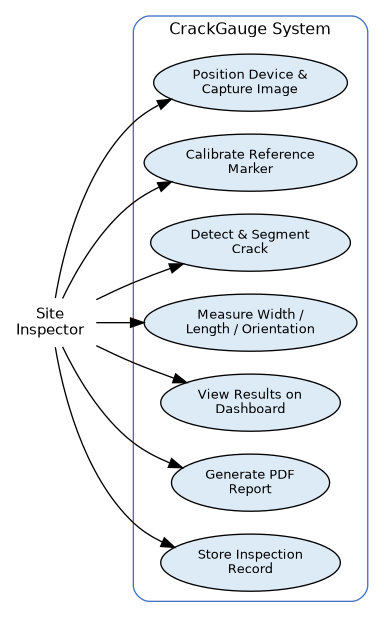 CrackGauge System
Position Device &
Capture Image
Calibrate Reference
Marker
Detect & Segment
Crack
Site
Inspector
Measure Width /
Length / Orientation
View Results on
Dashboard
Generate PDF
Report
Store Inspection
Record